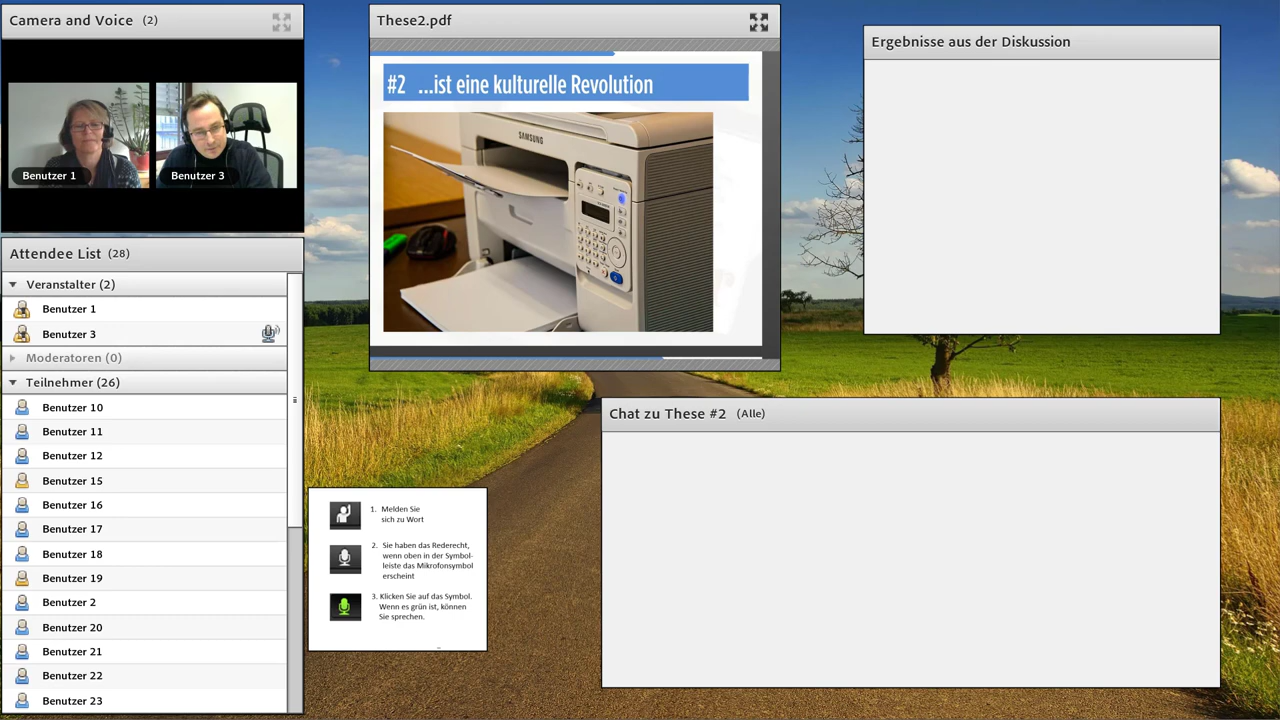 Camera and Voice (2)
Benutzer 1
Benutzer 3
Attendee List (28)
Veranstalter (2)
Benutzer 1
Benutzer 3
Moderatoren (0)
Teilnehmer (26)
Benutzer 10
Benutzer 11
Benutzer 12
Benutzer 15
Benutzer 16
Benutzer 17
Benutzer 18
Benutzer 19
Benutzer 2
Benutzer 20
Benutzer 21
Benutzer 22
Benutzer 23
These2.pdf
#2 ...ist eine kulturelle Revolution
SAMSUNG
1. Melden Sie
sich zu Wort
2. Sie haben das Rederecht,
wenn oben in der Symbol-
leiste das Mikrofonsymbol
erscheint
3. Klicken Sie auf das Symbol.
Wenn es grün ist, können
Sie sprechen.
Ergebnisse aus der Diskussion
Chat zu These #2 (Alle)